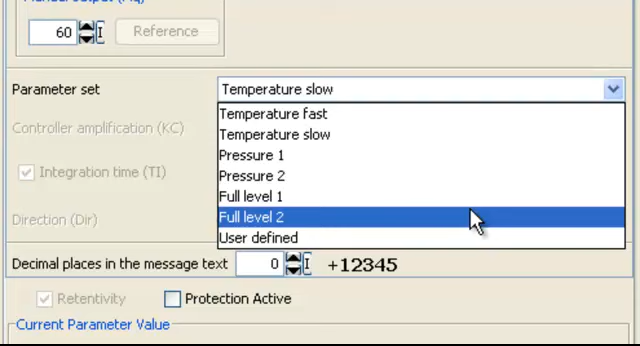 Manual output (Mq)
60 Reference
Parameter set Temperature slow
Temperature fast
Controller amplification (KC)
Temperature slow
Pressure 1
Integration time (TI)
Pressure 2
Full level 1
Direction (Dir)
Full level 2
User defined
Decimal places in the message text 0 +12345
Retentivity Protection Active
Current Parameter Value